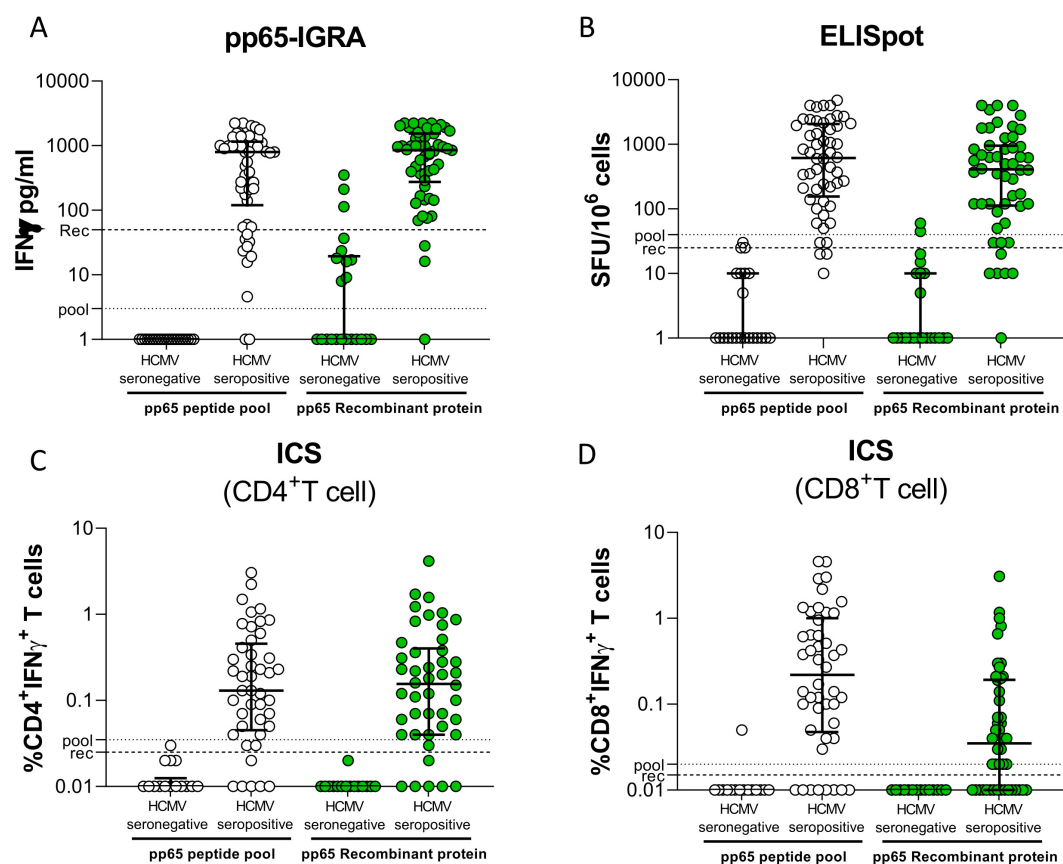 A
pp65-IGRA
10000
1000
100
Rec
10
pool
1
IFNγ pg/ml
HCMV seronegative
HCMV seropositive
HCMV seronegative
HCMV seropositive
pp65 peptide pool
pp65 Recombinant protein
B
ELISpot
10000
1000
100
pool
rec
10
1
SFU/10⁶ cells
HCMV seronegative
HCMV seropositive
HCMV seronegative
HCMV seropositive
pp65 peptide pool
pp65 Recombinant protein
C
ICS
(CD4⁺T cell)
10
1
0.1
pool
rec
0.01
%CD4⁺IFNγ⁺ T cells
HCMV seronegative
HCMV seropositive
HCMV seronegative
HCMV seropositive
pp65 peptide pool
pp65 Recombinant protein
D
ICS
(CD8⁺T cell)
10
1
0.1
pool
rec
0.01
%CD8⁺IFNγ⁺ T cells
HCMV seronegative
HCMV seropositive
HCMV seronegative
HCMV seropositive
pp65 peptide pool
pp65 Recombinant protein